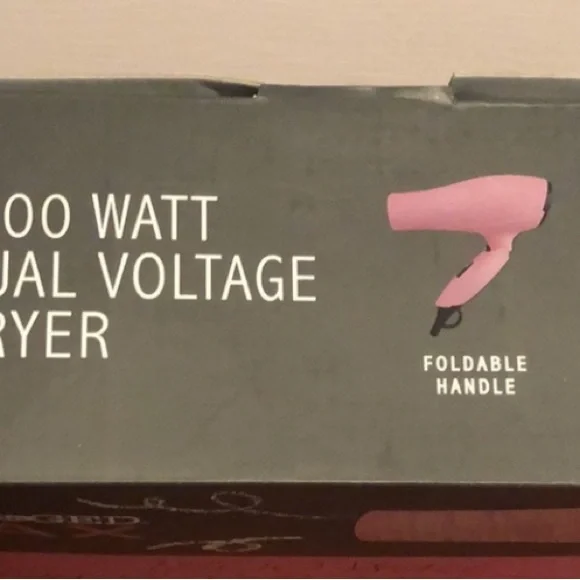 00 WATT
UAL VOLTAGE
RYER
FOLDABLE
HANDLE